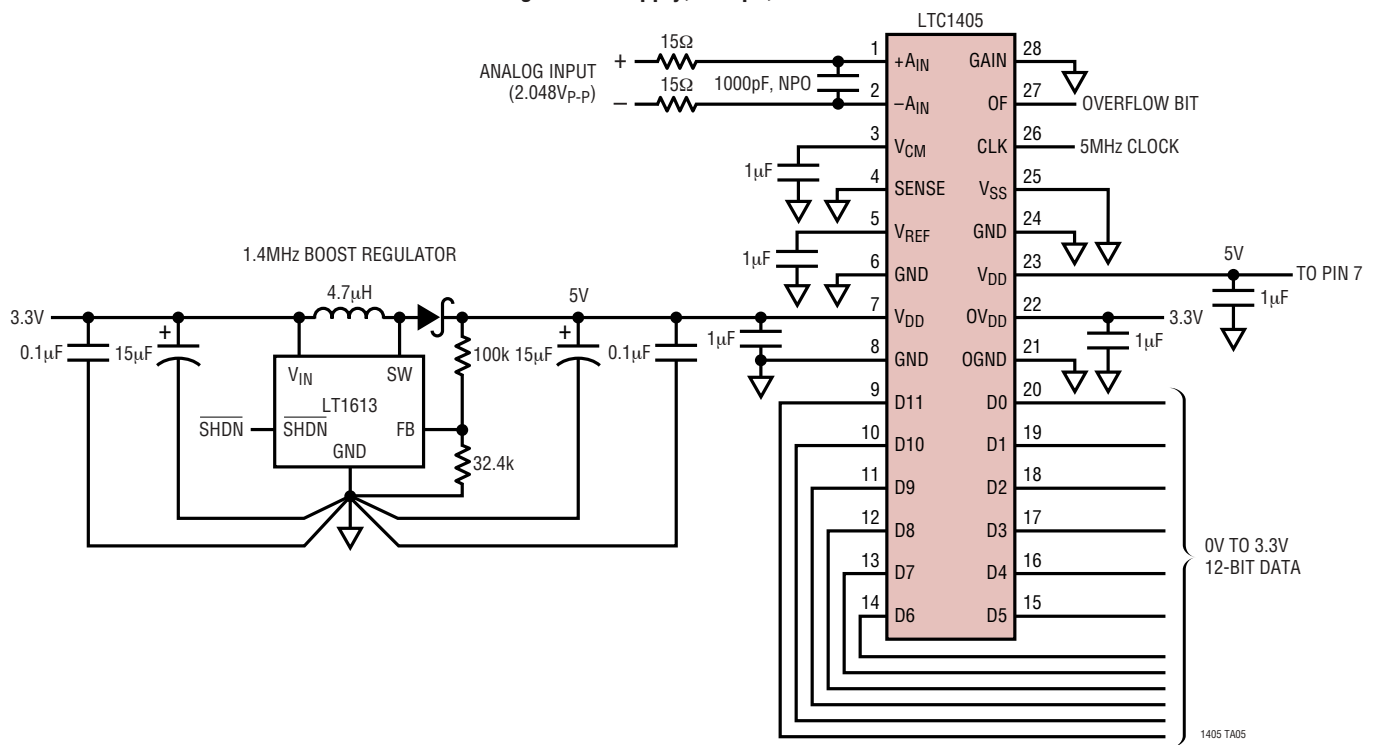 LTC1405
ANALOG INPUT
(2.048VP-P)
+
–
15Ω
15Ω
1000pF, NPO
1 +AIN
2 –AIN
3 VCM
4 SENSE
5 VREF
6 GND
7 VDD
8 GND
9 D11
10 D10
11 D9
12 D8
13 D7
14 D6
GAIN 28
OF 27
CLK 26
VSS 25
GND 24
VDD 23
OVDD 22
OGND 21
D0 20
D1 19
D2 18
D3 17
D4 16
D5 15
OVERFLOW BIT
5MHz CLOCK
1µF
1µF
5V
TO PIN 7
1µF
3.3V
1µF
1.4MHz BOOST REGULATOR
3.3V
4.7µH
5V
0.1µF
+
15µF
VIN
SW
LT1613
SHDN
SHDN
FB
GND
100k
32.4k
+
15µF
0.1µF
1µF
0V TO 3.3V
12-BIT DATA
1405 TA05